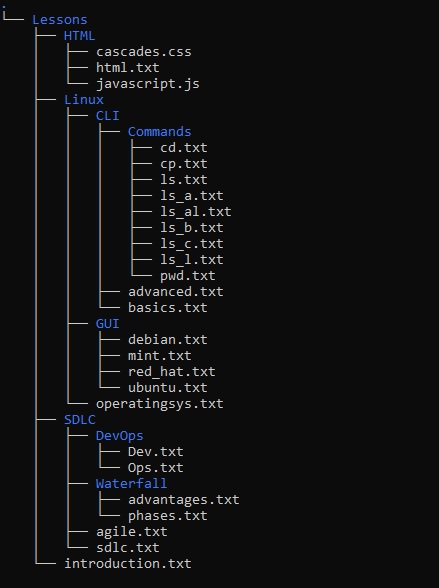 .
└── Lessons
    ├── HTML
    │   ├── cascades.css
    │   ├── html.txt
    │   └── javascript.js
    ├── Linux
    │   ├── CLI
    │   │   ├── Commands
    │   │   │   ├── cd.txt
    │   │   │   ├── cp.txt
    │   │   │   ├── ls.txt
    │   │   │   ├── ls_a.txt
    │   │   │   ├── ls_al.txt
    │   │   │   ├── ls_b.txt
    │   │   │   ├── ls_c.txt
    │   │   │   ├── ls_l.txt
    │   │   │   └── pwd.txt
    │   │   ├── advanced.txt
    │   │   └── basics.txt
    │   ├── GUI
    │   │   ├── debian.txt
    │   │   ├── mint.txt
    │   │   ├── red_hat.txt
    │   │   └── ubuntu.txt
    │   └── operatingsys.txt
    ├── SDLC
    │   ├── DevOps
    │   │   ├── Dev.txt
    │   │   └── Ops.txt
    │   ├── Waterfall
    │   │   ├── advantages.txt
    │   │   └── phases.txt
    │   ├── agile.txt
    │   └── sdlc.txt
    └── introduction.txt